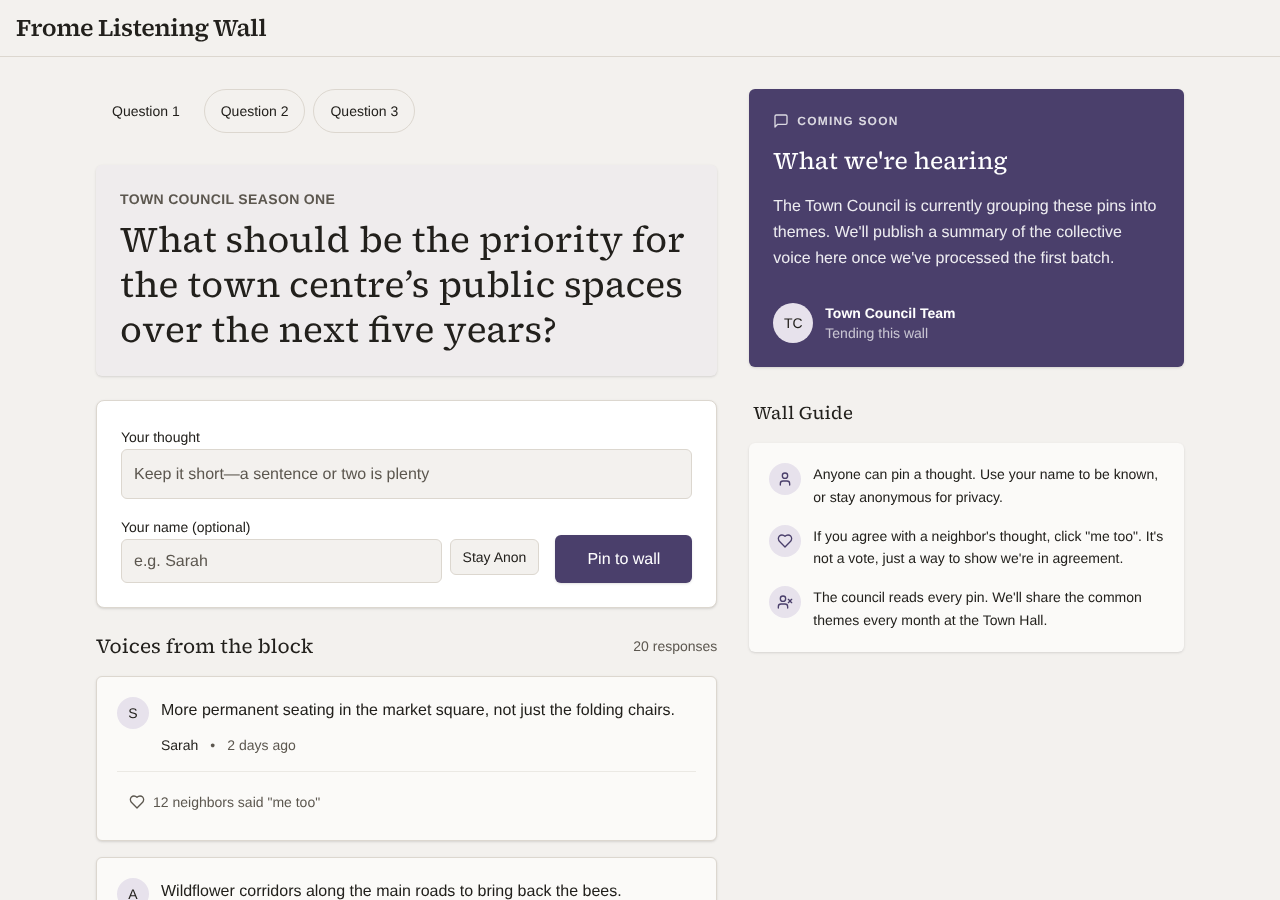 Frome Listening Wall
Question 1
Question 2
Question 3
TOWN COUNCIL SEASON ONE
What should be the priority for
the town centre’s public spaces
over the next five years?
Your thought
Keep it short—a sentence or two is plenty
Your name (optional)
e.g. Sarah
Stay Anon
Pin to wall
Voices from the block
20 responses
S
More permanent seating in the market square, not just the folding chairs.
Sarah • 2 days ago
12 neighbors said "me too"
A
Wildflower corridors along the main roads to bring back the bees.
COMING SOON
What we're hearing
The Town Council is currently grouping these pins into
themes. We'll publish a summary of the collective
voice here once we've processed the first batch.
TC
Town Council Team
Tending this wall
Wall Guide
Anyone can pin a thought. Use your name to be known,
or stay anonymous for privacy.
If you agree with a neighbor's thought, click "me too". It's
not a vote, just a way to show we're in agreement.
The council reads every pin. We'll share the common
themes every month at the Town Hall.